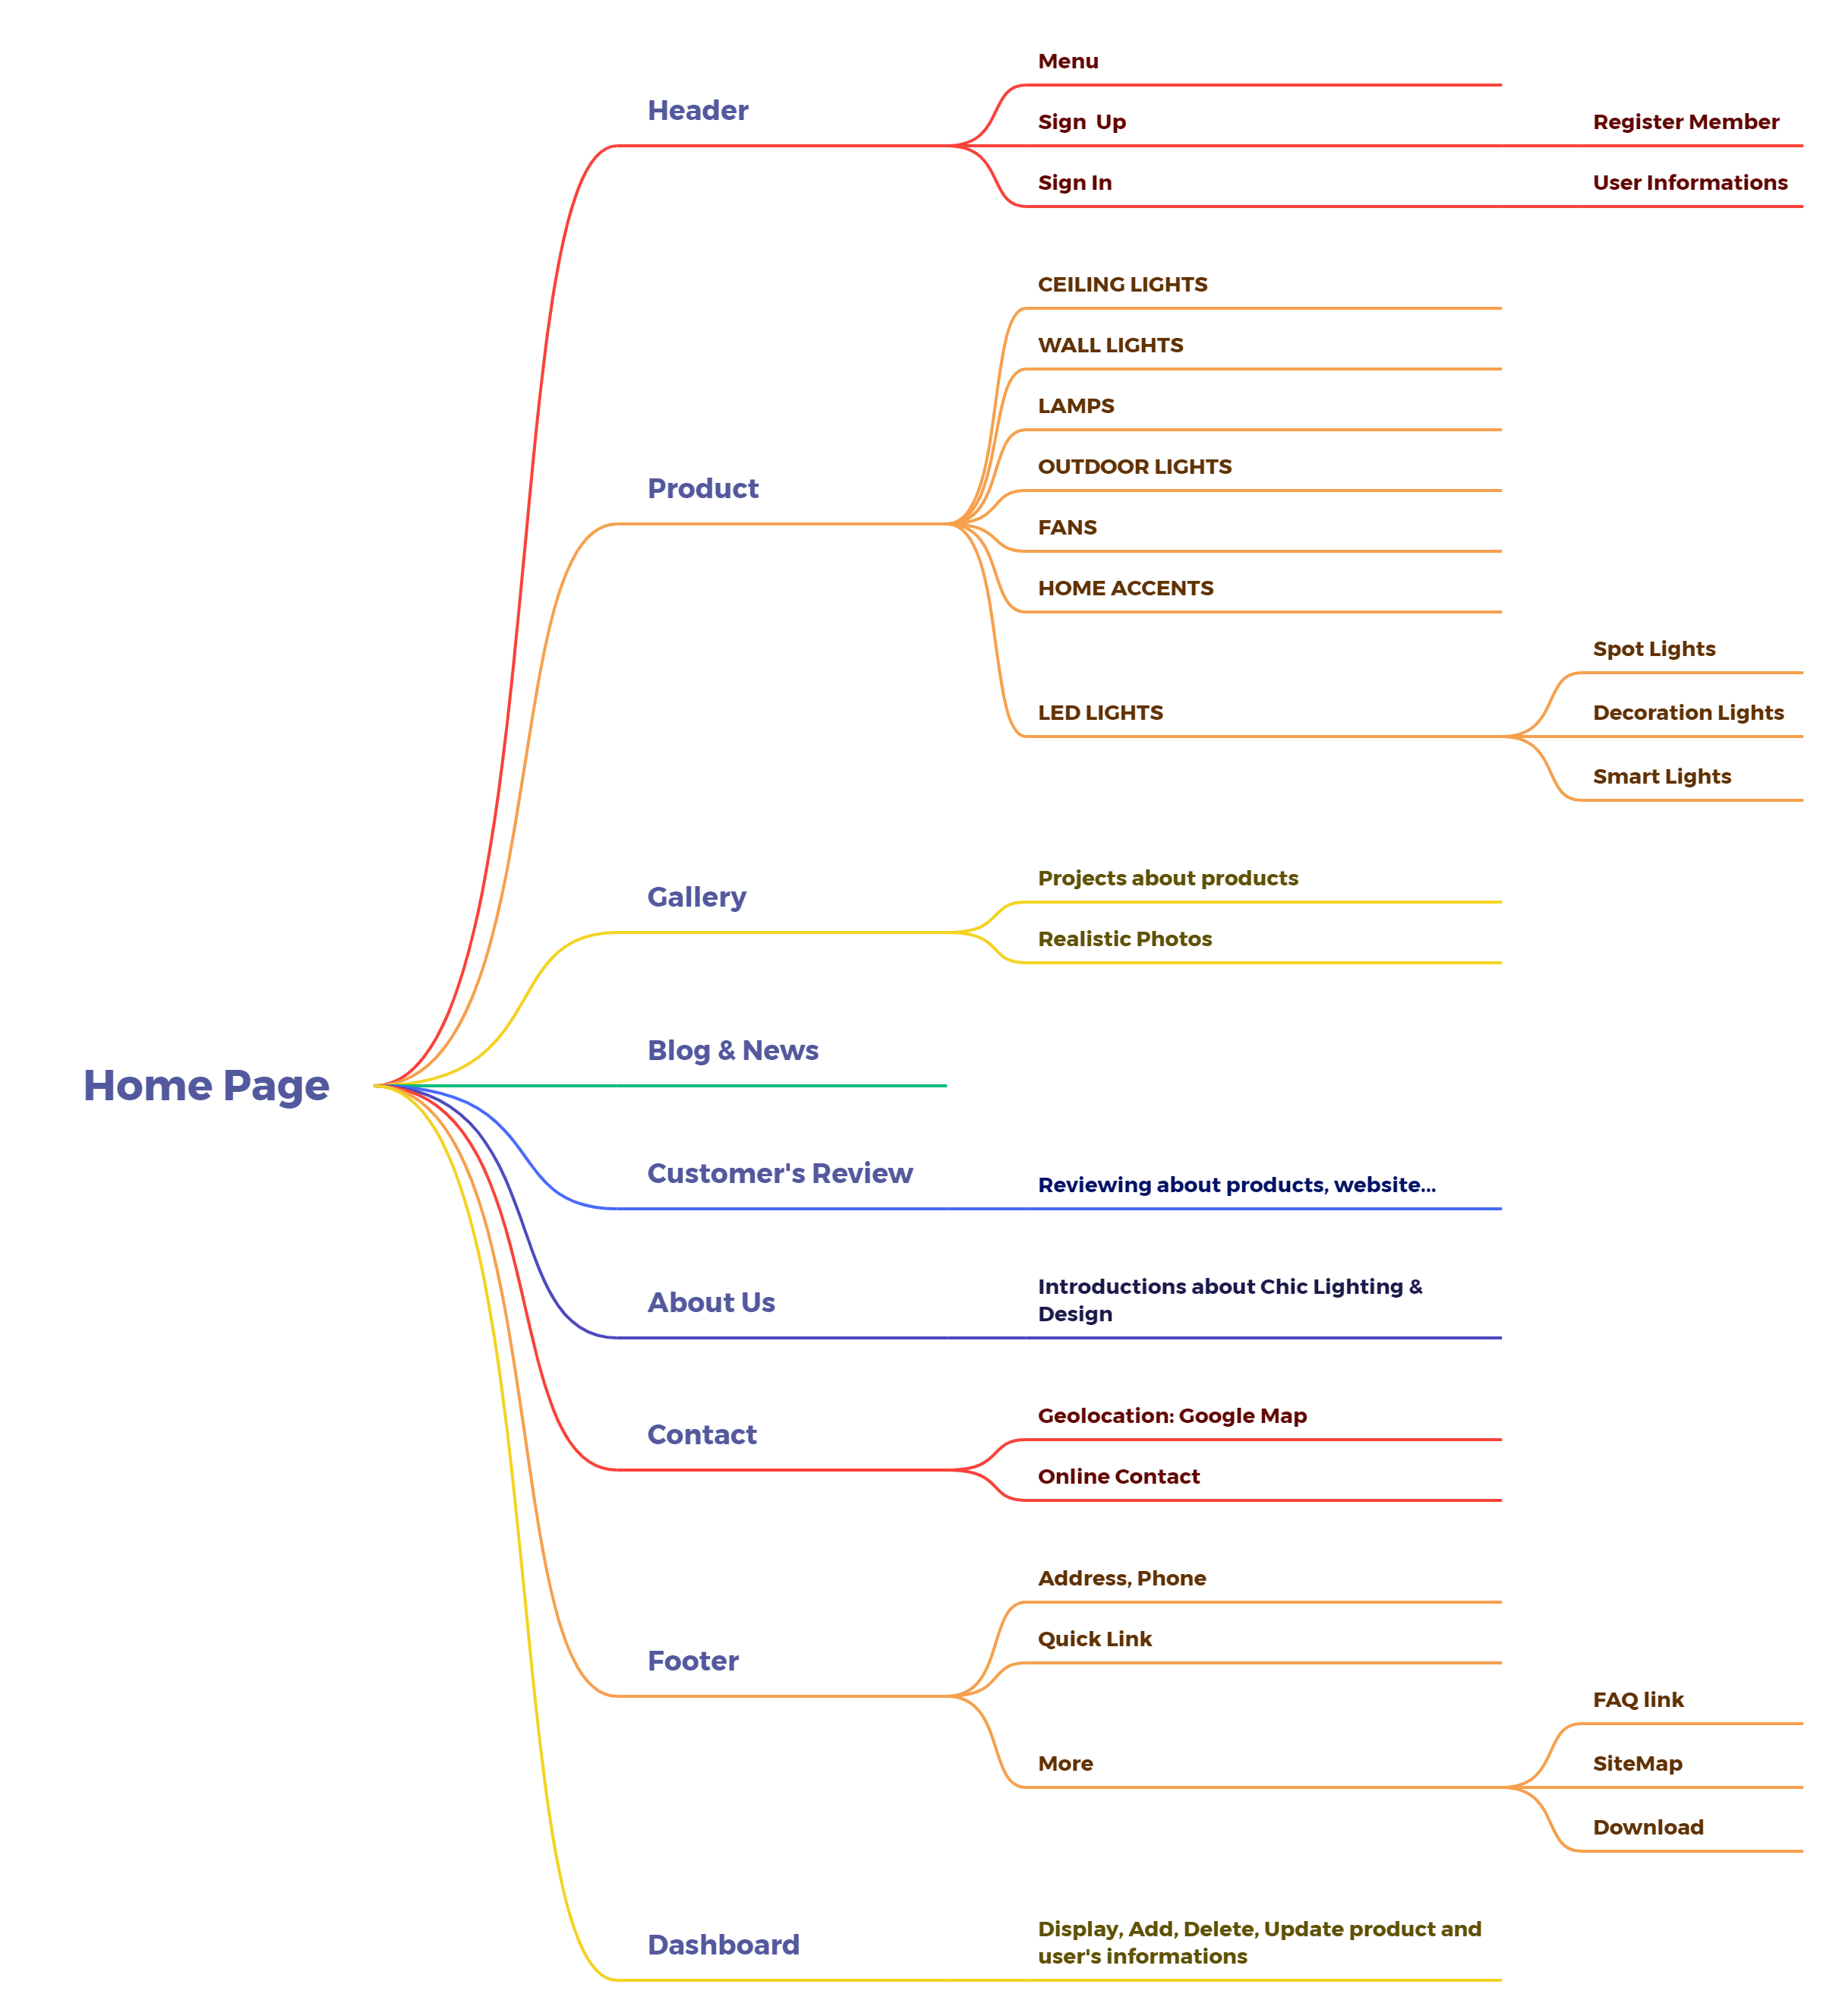 Home Page
Header
Menu
Sign  Up
Register Member
Sign In
User Informations
Product
CEILING LIGHTS
WALL LIGHTS
LAMPS
OUTDOOR LIGHTS
FANS
HOME ACCENTS
LED LIGHTS
Spot Lights
Decoration Lights
Smart Lights
Gallery
Projects about products
Realistic Photos
Blog & News
Customer's Review
Reviewing about products, website...
About Us
Introductions about Chic Lighting &
Design
Contact
Geolocation: Google Map
Online Contact
Footer
Address, Phone
Quick Link
More
FAQ link
SiteMap
Download
Dashboard
Display, Add, Delete, Update product and
user's informations